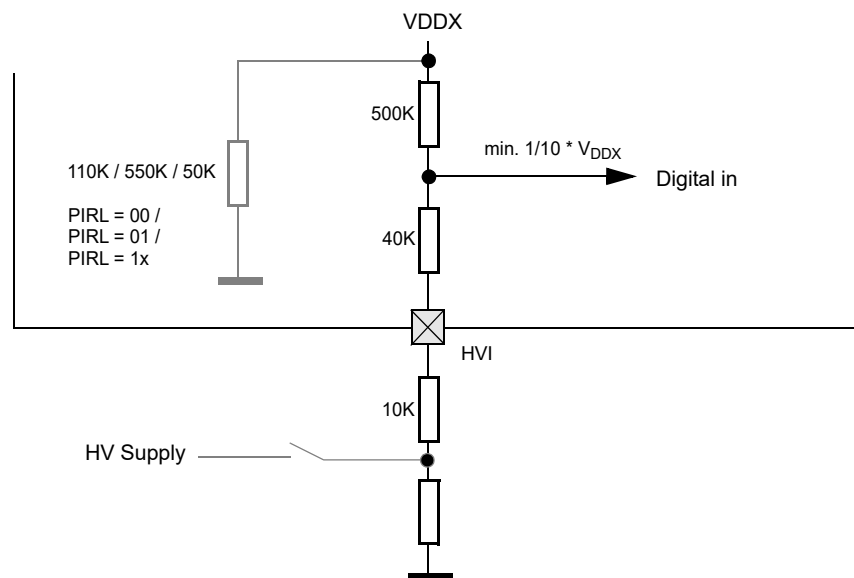 VDDX
500K
min. 1/10 * VDDX
110K / 550K / 50K
Digital in
PIRL = 00 /
PIRL = 01 /
PIRL = 1x
40K
HVI
10K
HV Supply